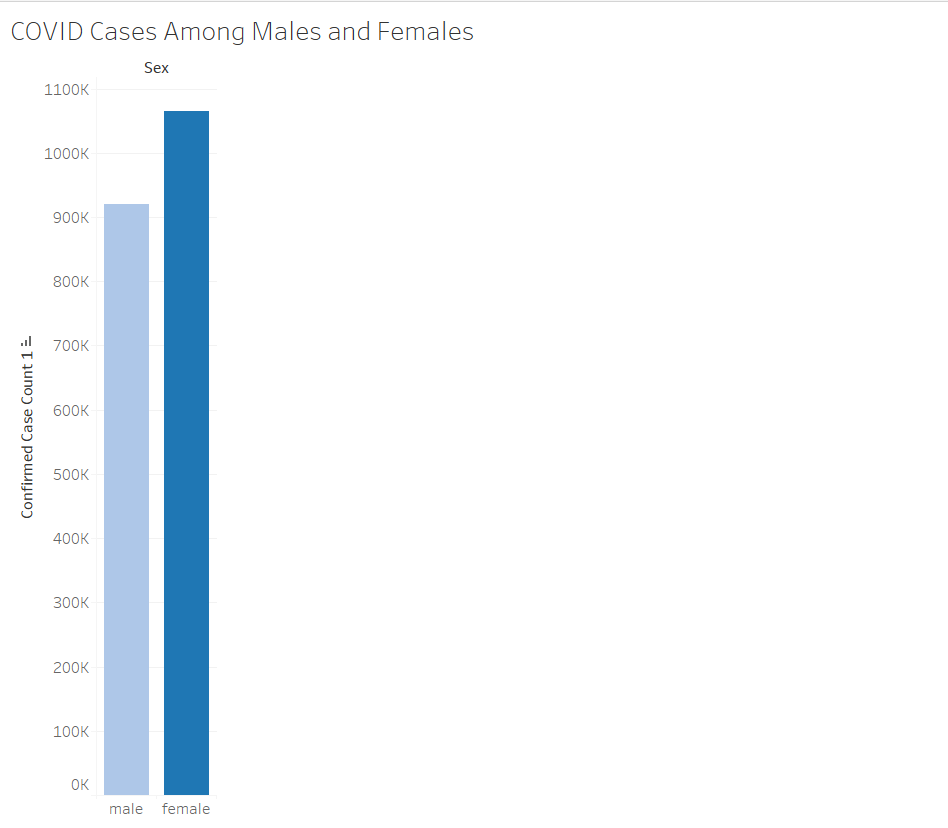 COVID Cases Among Males and Females
Sex
1100K
1000K
900K
800K
700K
600K
500K
400K
300K
200K
100K
0K
Confirmed Case Count 1
male female